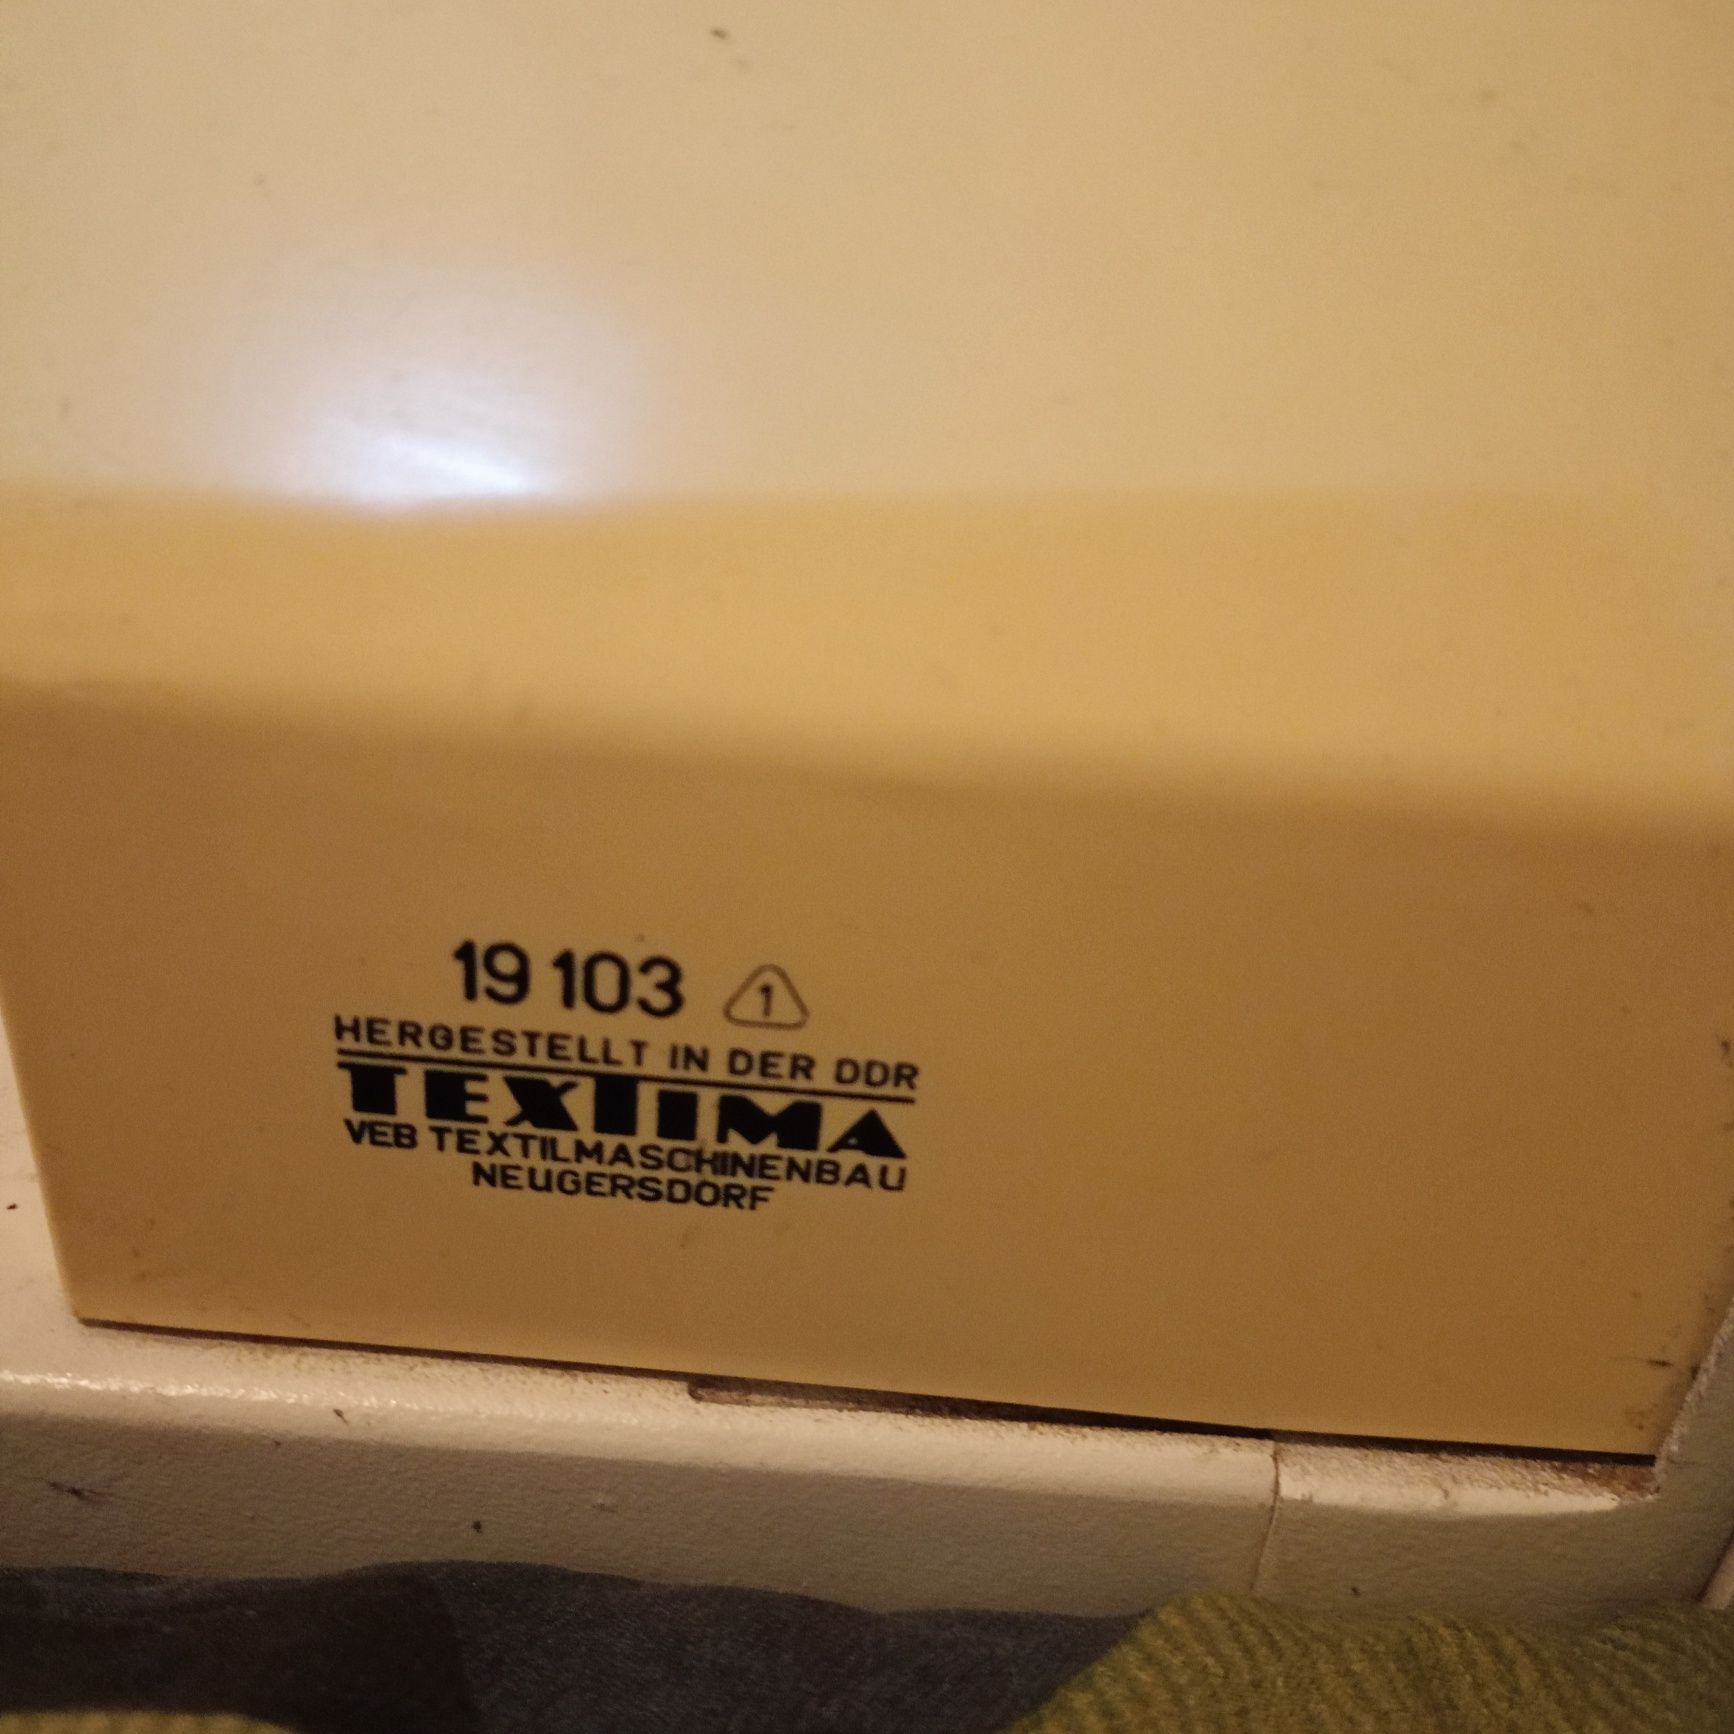 19 103 1
HERGESTELLT IN DER DDR
TEXTIMA
VEB TEXTILMASCHINENBAU
NEUGERSDORF